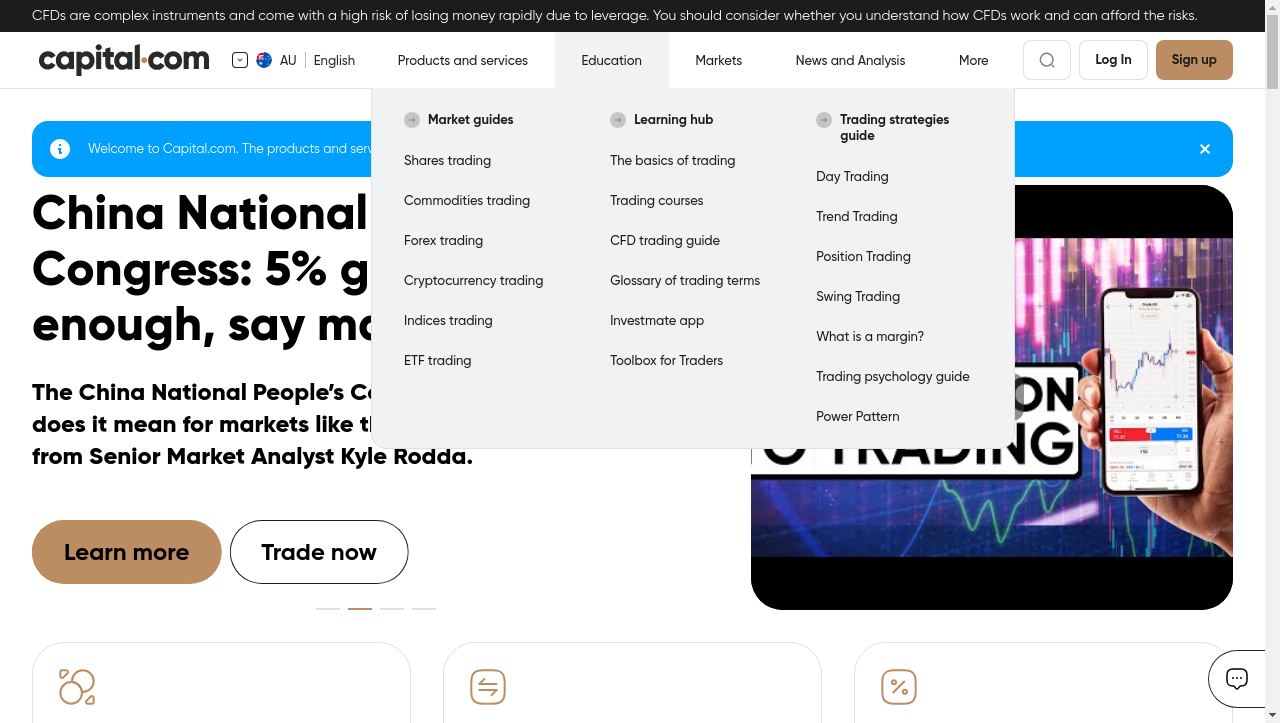 CFDs are complex instruments and come with a high risk of losing money rapidly due to leverage. You should consider whether you understand how CFDs work and can afford the risks.
capital.com
AU
English
Products and services
Education
Markets
News and Analysis
More
Log In
Sign up
Market guides
Shares trading
Commodities trading
Forex trading
Cryptocurrency trading
Indices trading
ETF trading
Learning hub
The basics of trading
Trading courses
CFD trading guide
Glossary of trading terms
Investmate app
Toolbox for Traders
Trading strategies
guide
Day Trading
Trend Trading
Position Trading
Swing Trading
What is a margin?
Trading psychology guide
Power Pattern
Welcome to Capital.com. The products and serv
China National
Congress: 5% g
enough, say ma
The China National People's Co
does it mean for markets like th
from Senior Market Analyst Kyle Rodda.
Learn more
Trade now
ON
O TRADING